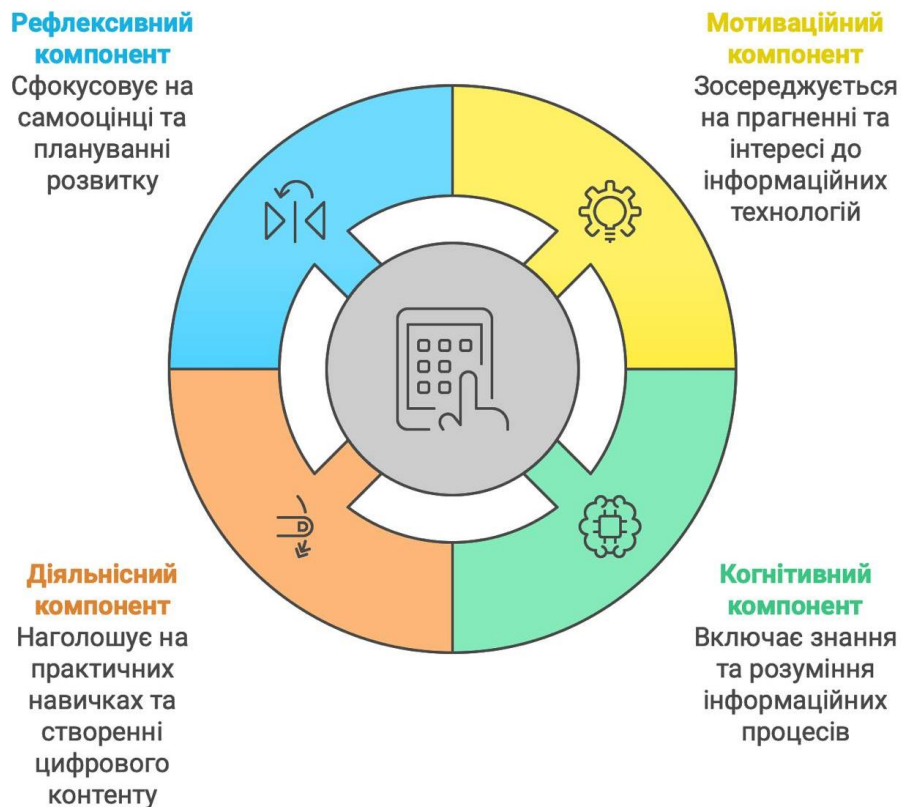 Рефлексивний
компонент
Сфокусовує на
самооцінці та
плануванні
розвитку
Мотиваційний
компонент
Зосереджується
на прагненні та
інтересі до
інформаційних
технологій
Діяльнісний
компонент
Наголошує на
практичних
навичках та
створенні
цифрового
контенту
Когнітивний
компонент
Включає знання
та розуміння
інформаційних
процесів